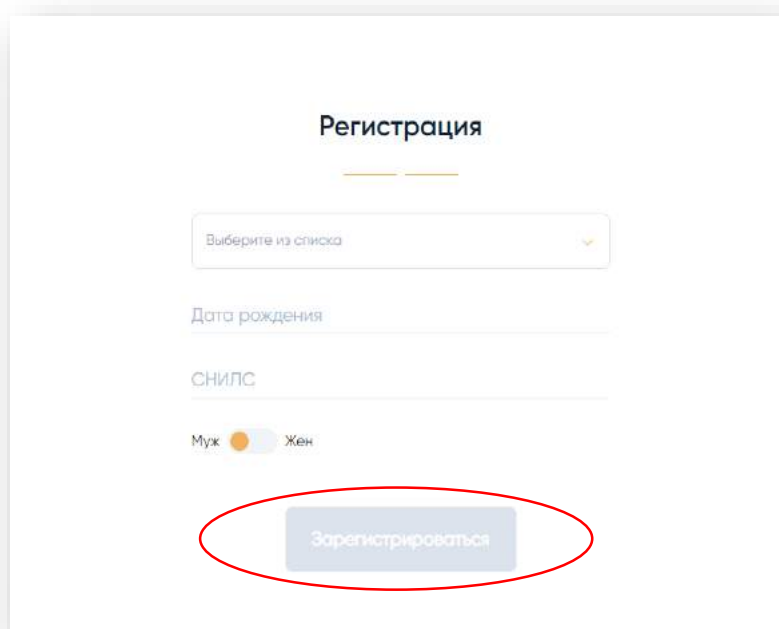 Регистрация
Выберите из списка
Дата рождения
СНИЛС
Муж Жен
Зарегистрироваться